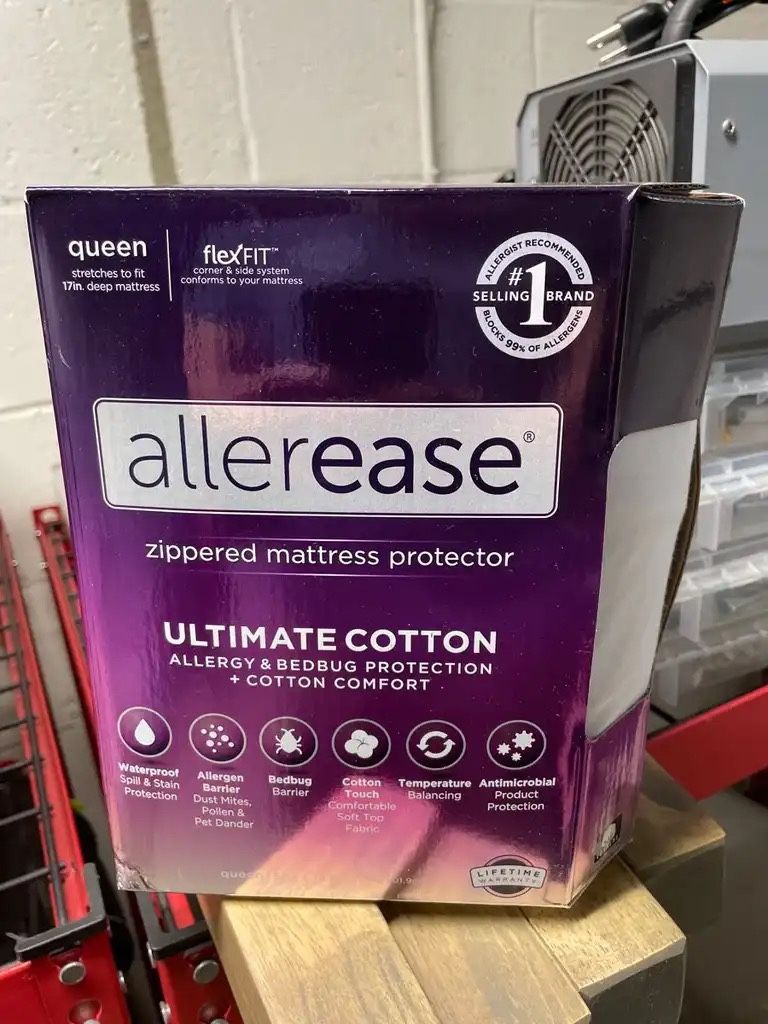 queen
stretches to fit
17in. deep mattress
flexFIT™
corner & side system
conforms to your mattress
ALLERGIST RECOMMENDED
#1
SELLING BRAND
BLOCKS 99% OF ALLERGENS
allerease®
zippered mattress protector
ULTIMATE COTTON
ALLERGY & BEDBUG PROTECTION
+ COTTON COMFORT
Waterproof
Spill & Stain
Protection
Allergen
Barrier
Dust Mites,
Pollen &
Pet Dander
Bedbug
Barrier
Cotton
Touch
Comfortable
Soft Top
Fabric
Temperature
Balancing
Antimicrobial
Product
Protection
LIFETIME
WARRANTY